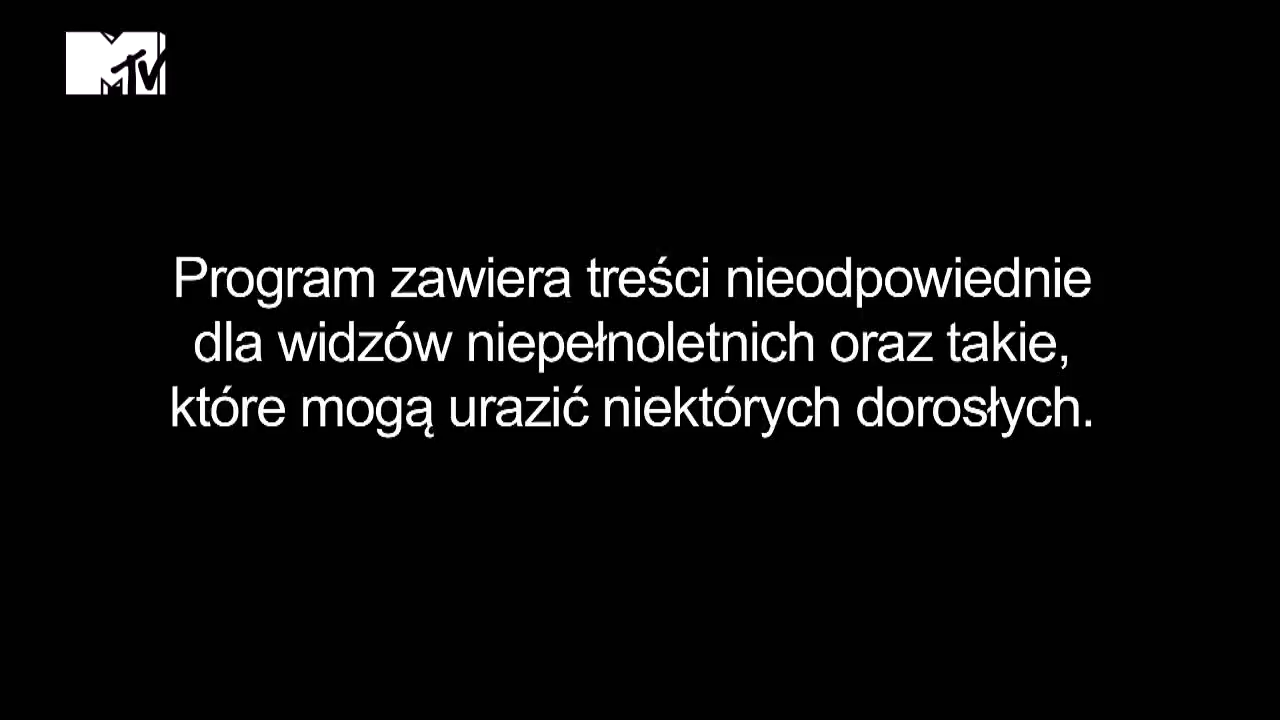 MTV
Program zawiera treści nieodpowiednie
dla widzów niepełnoletnich oraz takie,
które mogą urazić niektórych dorosłych.